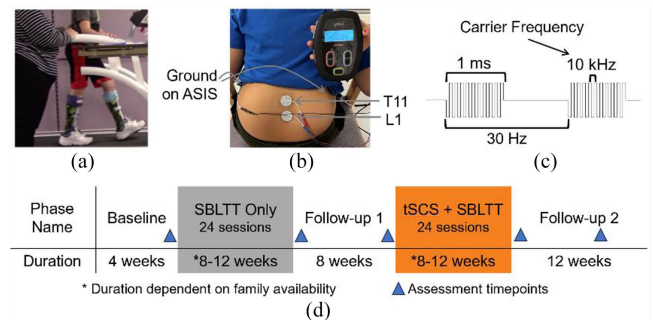 Carrier Frequency
1 ms
10 kHz
Ground
on ASIS
T11
L1
30 Hz
(a)
(b)
(c)
Phase
Name
Baseline
SBLTT Only
24 sessions
Follow-up 1
tSCS + SBLTT
24 sessions
Follow-up 2
Duration
4 weeks
*8-12 weeks
8 weeks
*8-12 weeks
12 weeks
* Duration dependent on family availability
Assessment timepoints
(d)